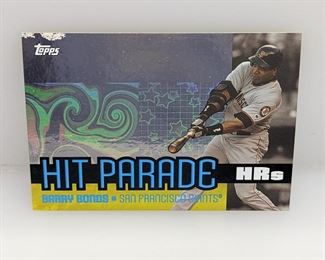 Topps
HIT PARADE HRs
BARRY BONDS ■ SAN FRANCISCO GIANTS®